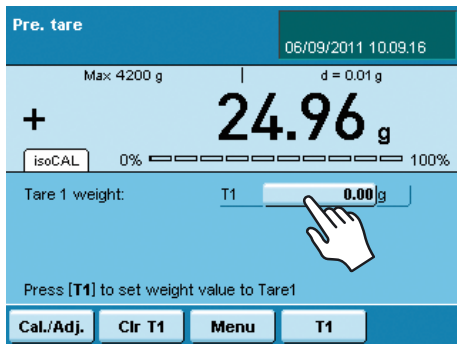 Pre. tare
06/09/2011 10.09.16
Max 4200 g d = 0.01 g
+ 24.96 g
isoCAL 0% 100%
Tare 1 weight: T1 0.00 g
Press [T1] to set weight value to Tare1
Cal./Adj. Clr T1 Menu T1